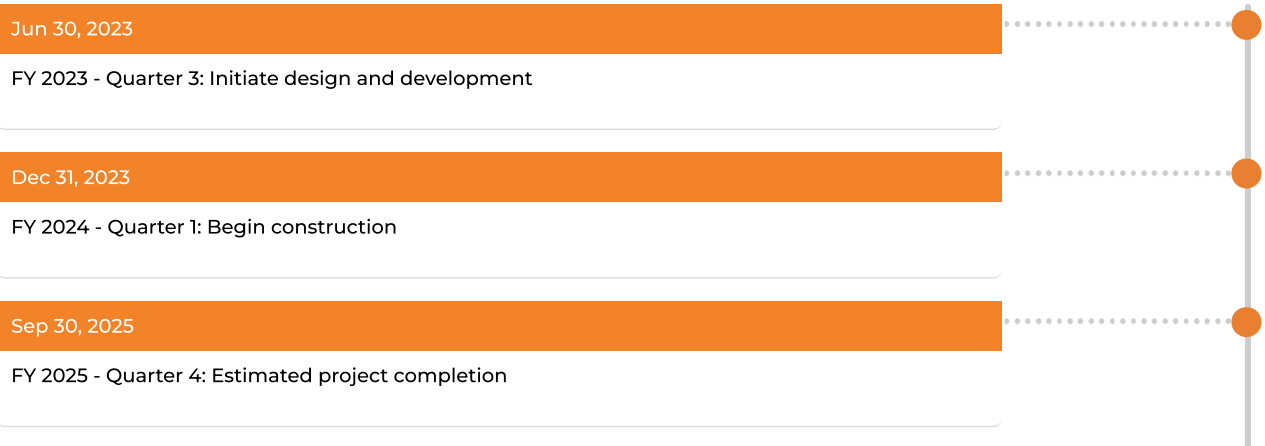 Jun 30, 2023
FY 2023 - Quarter 3: Initiate design and development
Dec 31, 2023
FY 2024 - Quarter 1: Begin construction
Sep 30, 2025
FY 2025 - Quarter 4: Estimated project completion